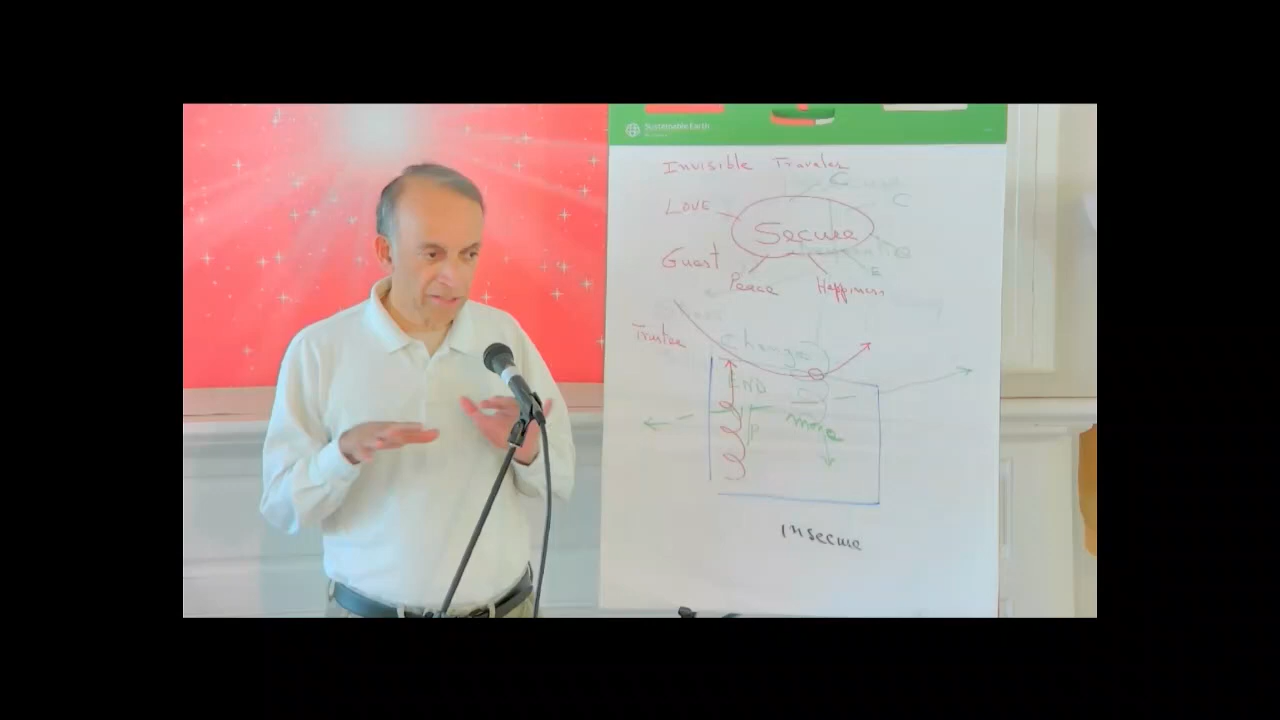 Sustainable Earth
Invisible Traveler
C
LOVE
C
Secure
Guest
E
Peace
Happiness
Trustee
change
END
more
P
Insecure